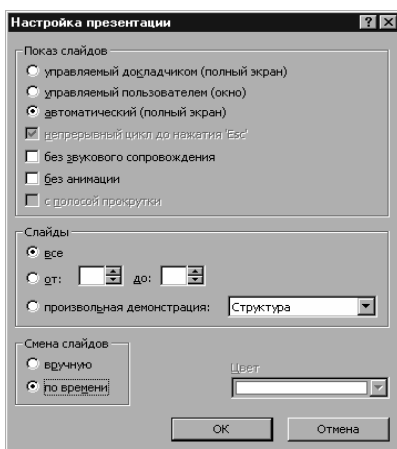 Настройка презентации
Показ слайдов
управляемый докладчиком (полный экран)
управляемый пользователем (окно)
автоматический (полный экран)
непрерывный цикл до нажатия 'Esc'
без звукового сопровождения
без анимации
с полосой прокрутки
Слайды
все
от: до:
произвольная демонстрация: Структура
Смена слайдов
вручную
по времени
Цвет
OK Отмена